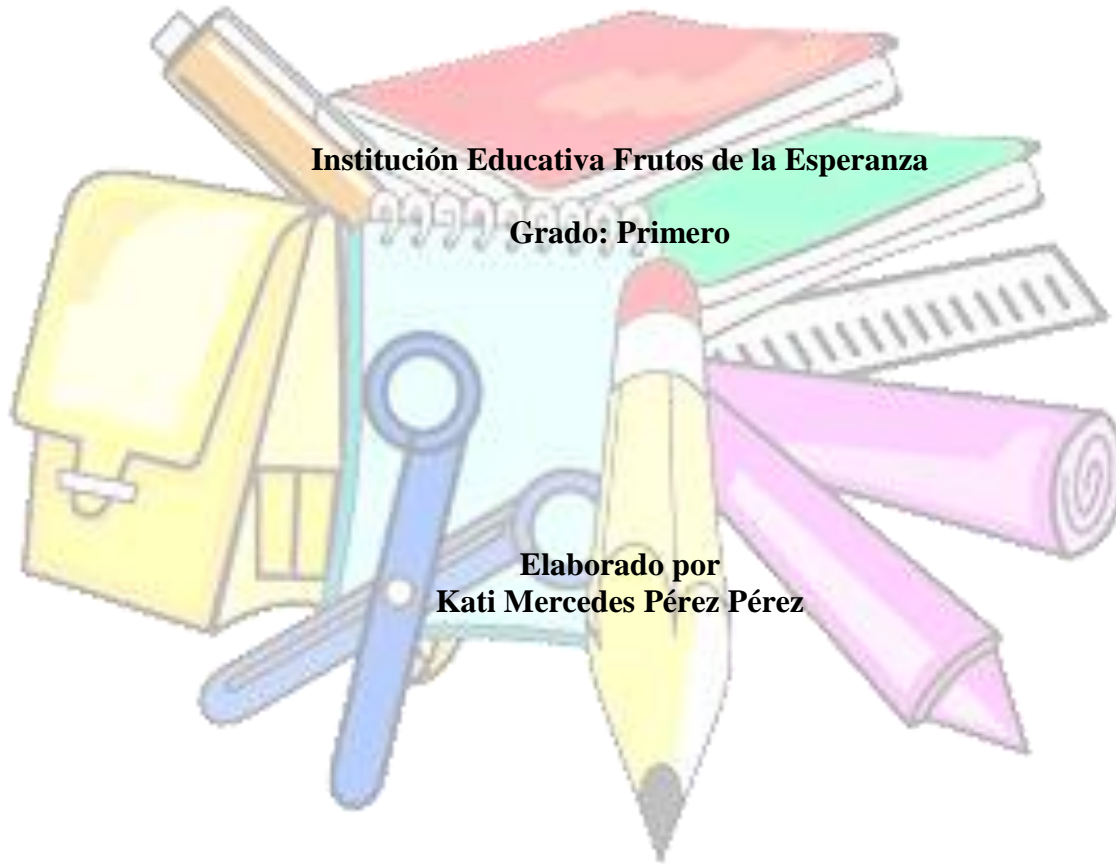 Institución Educativa Frutos de la Esperanza
Grado: Primero
Elaborado por
Kati Mercedes Pérez Pérez